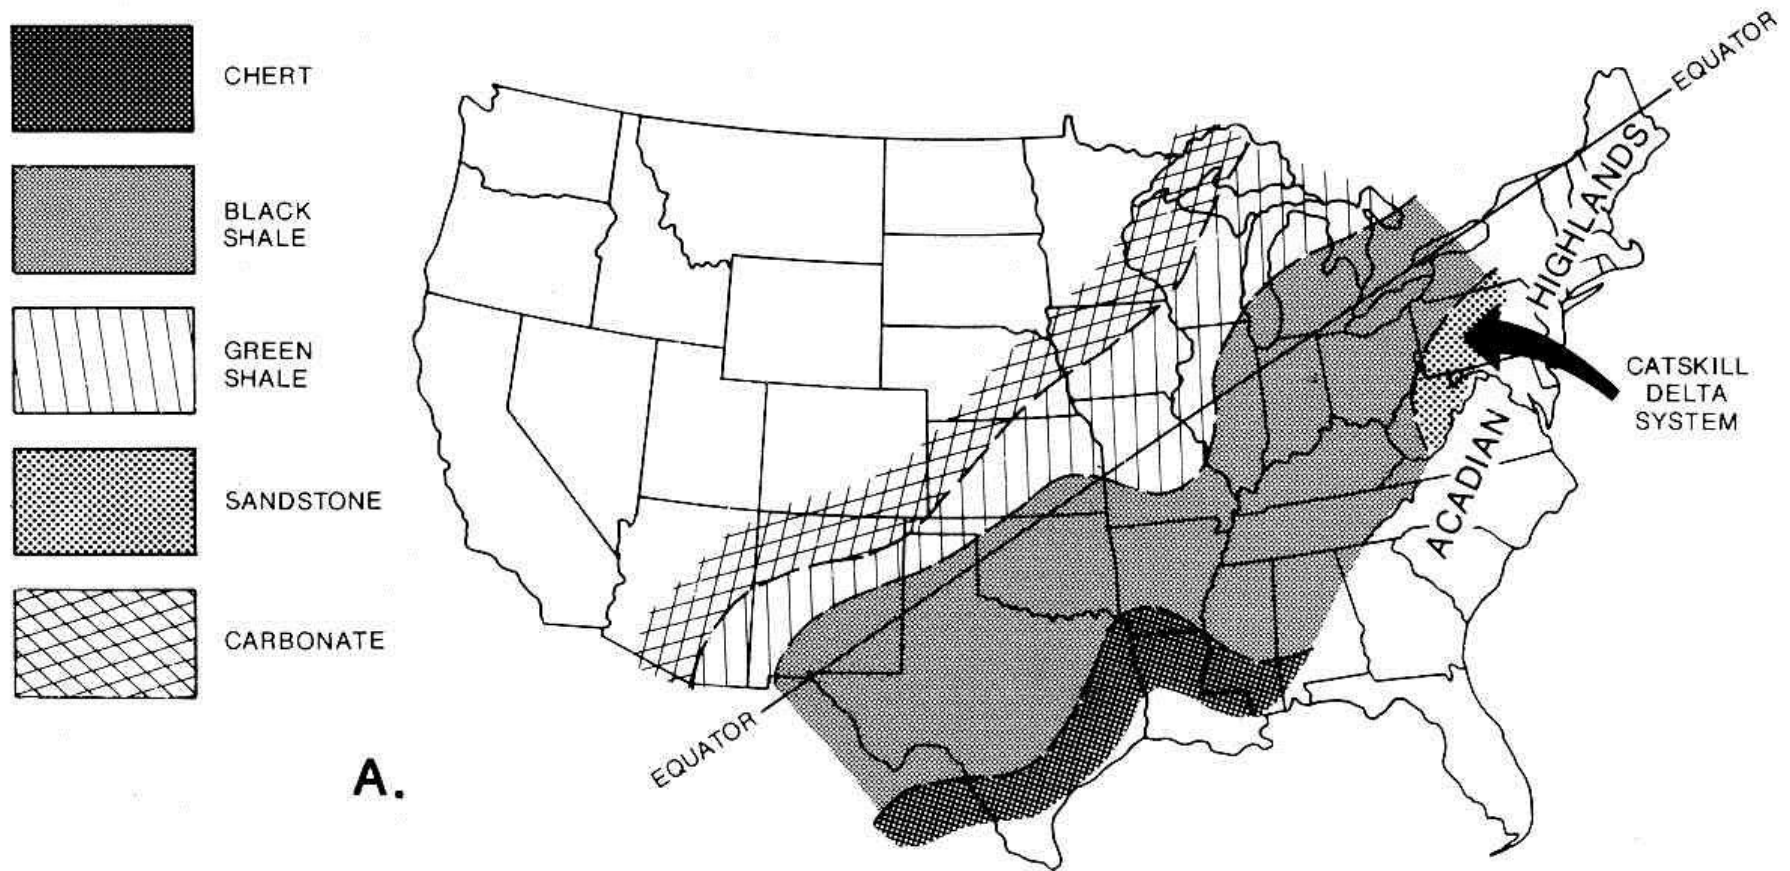 CHERT
BLACK
SHALE
GREEN
SHALE
SANDSTONE
CARBONATE
A.
EQUATOR
EQUATOR
HIGHLANDS
ACADIAN
CATSKILL
DELTA
SYSTEM